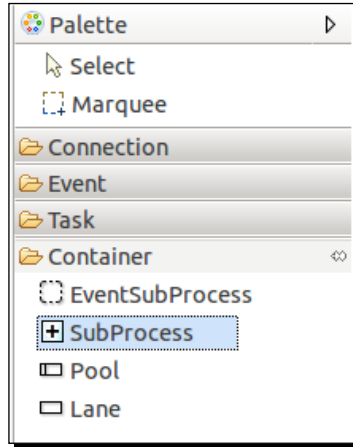 Palette
Select
Marquee
Connection
Event
Task
Container
EventSubProcess
SubProcess
Pool
Lane